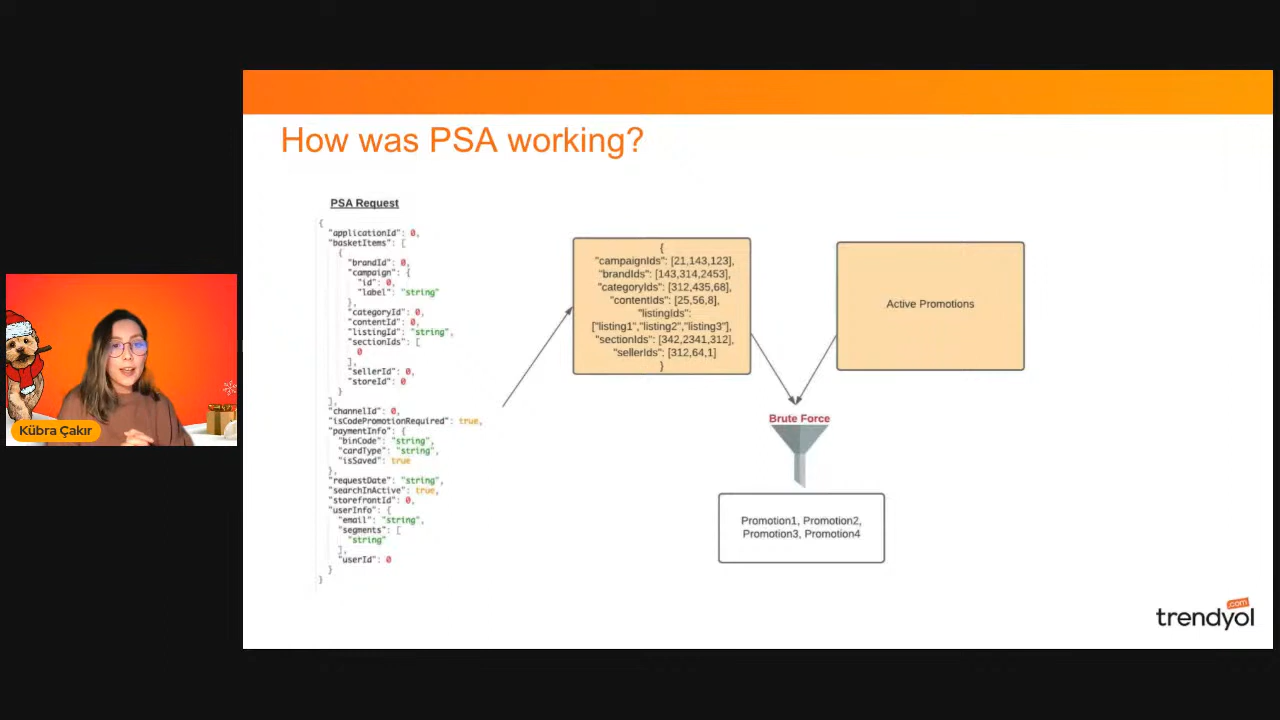 How was PSA working?
PSA Request
{
"applicationId": 0,
"basketItems": [
{
"brandId": 0,
"campaign": {
"id": 0,
"label": "string"
},
"categoryId": 0,
"contentId": 0,
"listingId": "string",
"sectionIds": [
0
],
"sellerId": 0,
"storeId": 0
}
],
"channelId": 0,
"isCodePromotionRequired": true,
"paymentInfo": {
"binCode": "string",
"cardType": "string",
"isSaved": true
},
"requestDate": "string",
"searchInActive": true,
"storefrontId": 0,
"userInfo": {
"email": "string",
"segments": [
"string"
],
"userId": 0
}
}
{
"campaignIds": [21,143,123],
"brandIds": [143,314,2453],
"categoryIds": [312,435,68],
"contentIds": [25,56,8],
"listingIds":
["listing1","listing2","listing3"],
"sectionIds": [342,2341,312],
"sellerIds": [312,64,1]
}
Active Promotions
Brute Force
Promotion1, Promotion2,
Promotion3, Promotion4
Kübra Çakır
.com
trendyol